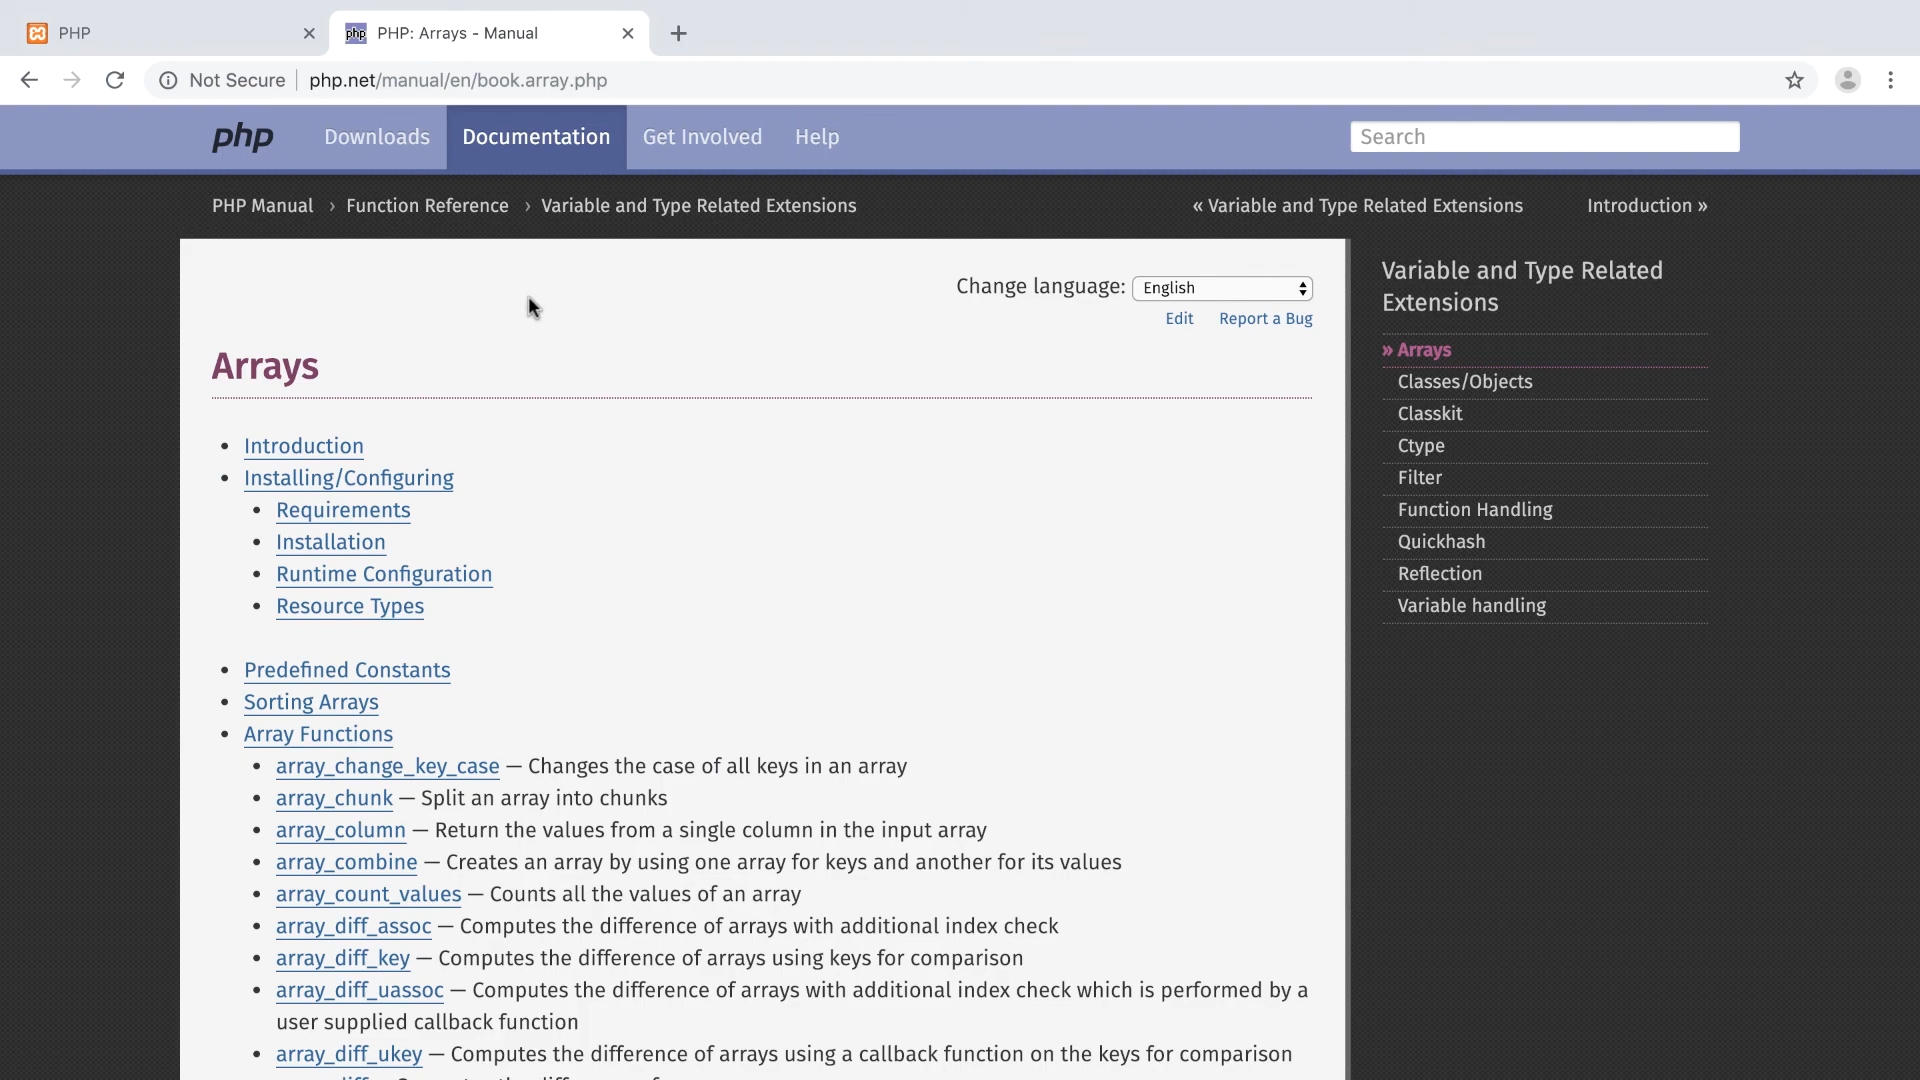 PHP
PHP: Arrays - Manual
Not Secure
php.net/manual/en/book.array.php
php
Downloads
Documentation
Get Involved
Help
Search
PHP Manual › Function Reference › Variable and Type Related Extensions
« Variable and Type Related Extensions
Introduction »
Change language: English
Edit
Report a Bug
Arrays
• Introduction
• Installing/Configuring
• Requirements
• Installation
• Runtime Configuration
• Resource Types
• Predefined Constants
• Sorting Arrays
• Array Functions
• array_change_key_case — Changes the case of all keys in an array
• array_chunk — Split an array into chunks
• array_column — Return the values from a single column in the input array
• array_combine — Creates an array by using one array for keys and another for its values
• array_count_values — Counts all the values of an array
• array_diff_assoc — Computes the difference of arrays with additional index check
• array_diff_key — Computes the difference of arrays using keys for comparison
• array_diff_uassoc — Computes the difference of arrays with additional index check which is performed by a
user supplied callback function
• array_diff_ukey — Computes the difference of arrays using a callback function on the keys for comparison
Variable and Type Related
Extensions
» Arrays
Classes/Objects
Classkit
Ctype
Filter
Function Handling
Quickhash
Reflection
Variable handling